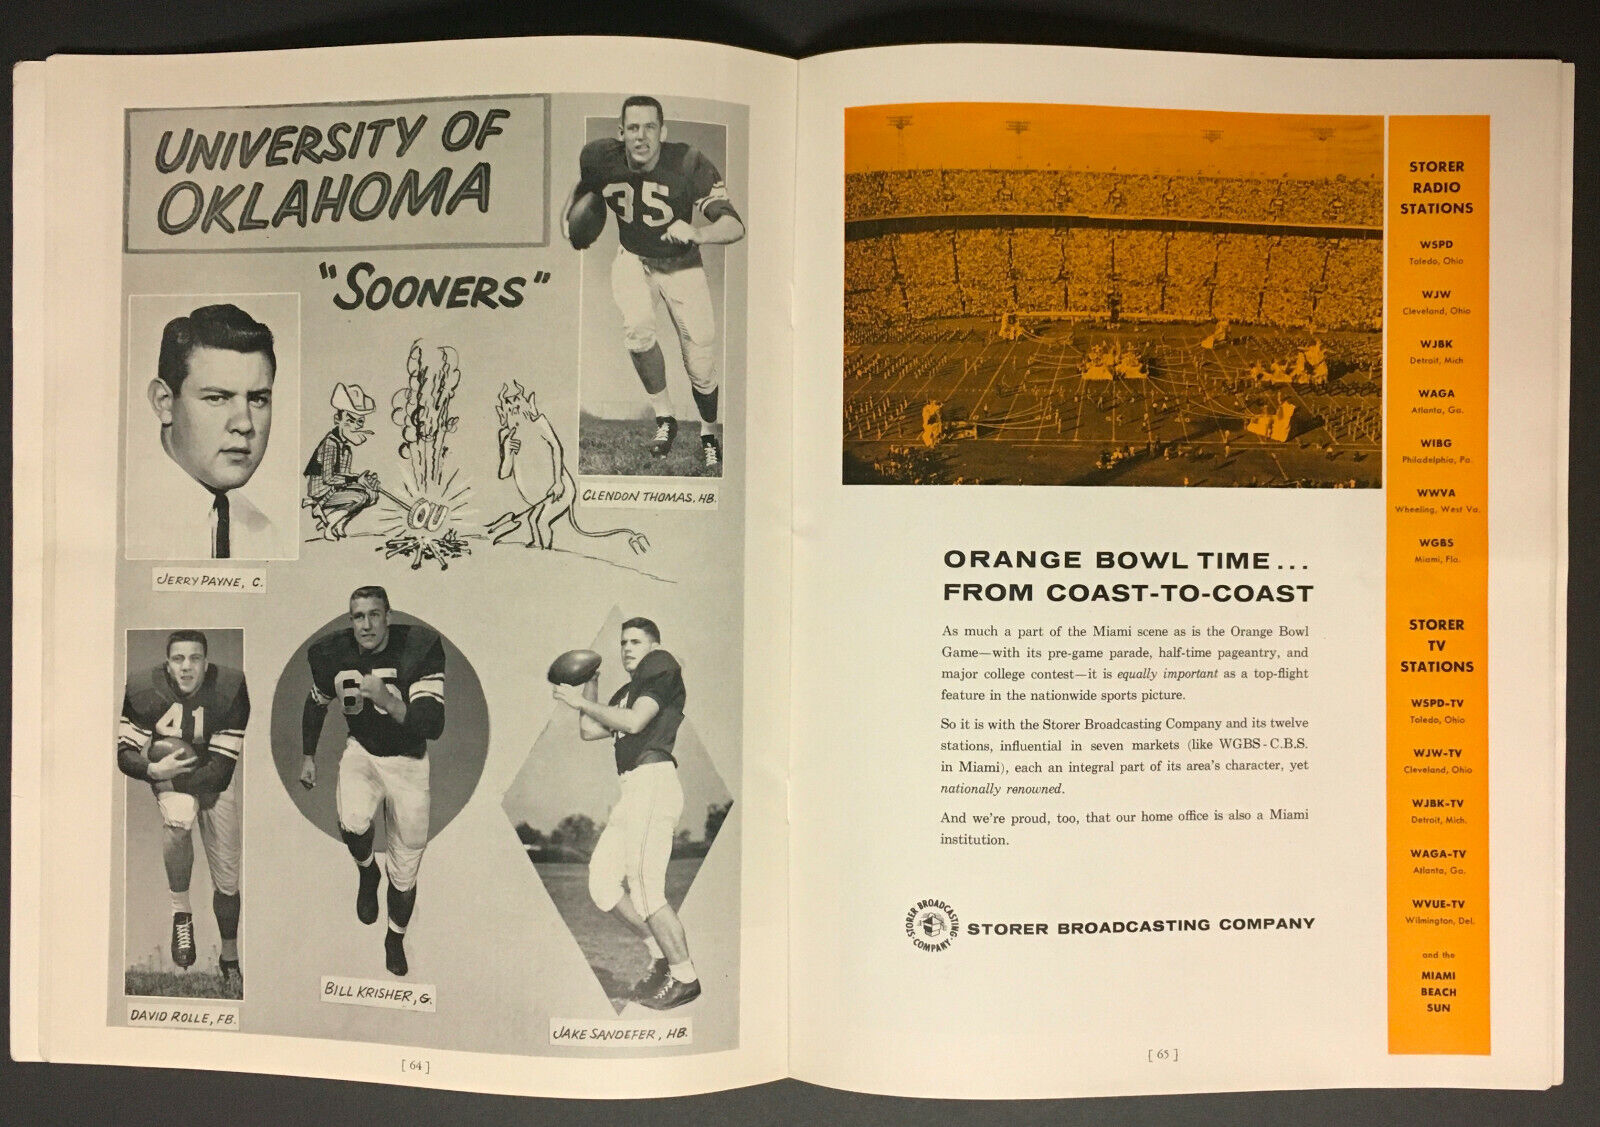 UNIVERSITY OF
OKLAHOMA
"SOONERS"
35
CLENDON THOMAS, HB.
OU
JERRY PAYNE, C.
41
DAVID ROLLE, FB.
65
BILL KRISHER, G.
JAKE SANDEFER, HB.
[ 64 ]
ORANGE BOWL TIME...
FROM COAST-TO-COAST
As much a part of the Miami scene as is the Orange Bowl
Game—with its pre-game parade, half-time pageantry, and
major college contest—it is equally important as a top-flight
feature in the nationwide sports picture.
So it is with the Storer Broadcasting Company and its twelve
stations, influential in seven markets (like WGBS-C.B.S.
in Miami), each an integral part of its area's character, yet
nationally renowned.
And we're proud, too, that our home office is also a Miami
institution.
STORER BROADCASTING
COMPANY
STORER BROADCASTING COMPANY
[ 65 ]
STORER
RADIO
STATIONS
WSPD
Toledo, Ohio
WJW
Cleveland, Ohio
WJBK
Detroit, Mich
WAGA
Atlanta, Ga.
WIBG
Philadelphia, Pa.
WWVA
Wheeling, West Va.
WGBS
Miami, Fla.
STORER
TV
STATIONS
WSPD-TV
Toledo, Ohio
WJW-TV
Cleveland, Ohio
WJBK-TV
Detroit, Mich.
WAGA-TV
Atlanta, Ga.
WVUE-TV
Wilmington, Del.
and the
MIAMI
BEACH
SUN